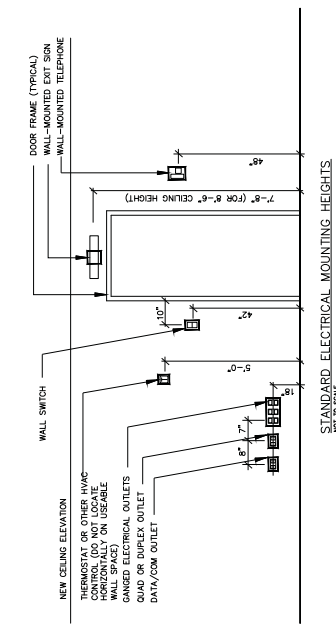 DOOR FRAME (TYPICAL)
WALL-MOUNTED EXIT SIGN
WALL-MOUNTED TELEPHONE
48"
7'-8" (FOR 8'-6" CEILING HEIGHT)
10"
42"
WALL SWITCH
5'-0"
18"
7"
8"
NEW CEILING ELEVATION
THERMOSTAT OR OTHER HVAC
CONTROL (DO NOT LOCATE
HORIZONTALLY ON USEABLE
WALL SPACE)
GANGED ELECTRICAL OUTLETS
QUAD OR DUPLEX OUTLET
DATA/COM OUTLET
STANDARD ELECTRICAL MOUNTING HEIGHTS
NOT TO SCALE